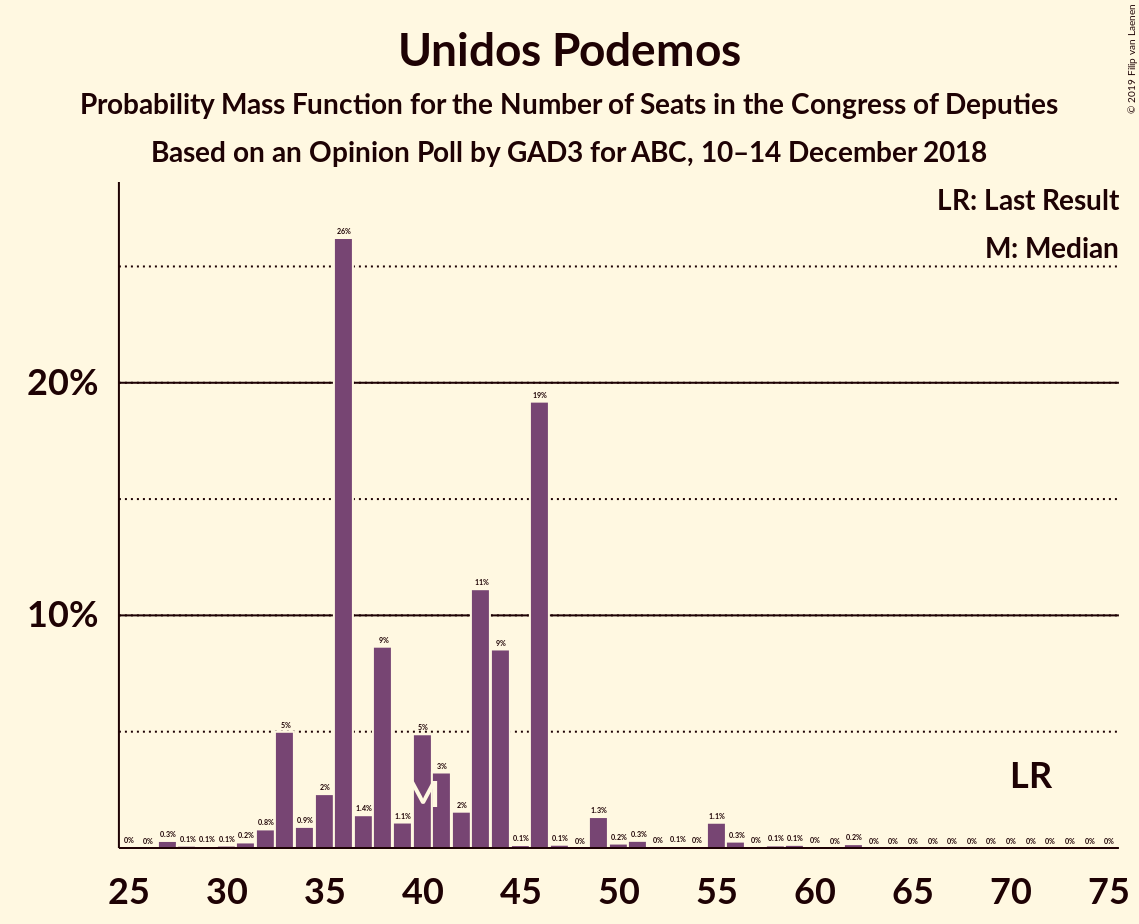 Unidos Podemos
Probability Mass Function for the Number of Seats in the Congress of Deputies
Based on an Opinion Poll by GAD3 for ABC, 10–14 December 2018
© 2019 Filip van Laenen
LR: Last Result
M: Median
20%
10%
0% 0% 0.3% 0.1% 0.1% 0.1% 0.2% 0.8% 5% 0.9% 2% 26% 1.4% 9% 1.1% 5% 3% 2% 11% 9% 0.1% 19% 0.1% 0% 1.3% 0.2% 0.3% 0% 0.1% 0% 1.1% 0.3% 0% 0.1% 0.1% 0% 0% 0.2% 0% 0% 0% 0% 0% 0% 0% 0% 0% 0% 0% 0% 0%
M
LR
25 30 35 40 45 50 55 60 65 70 75